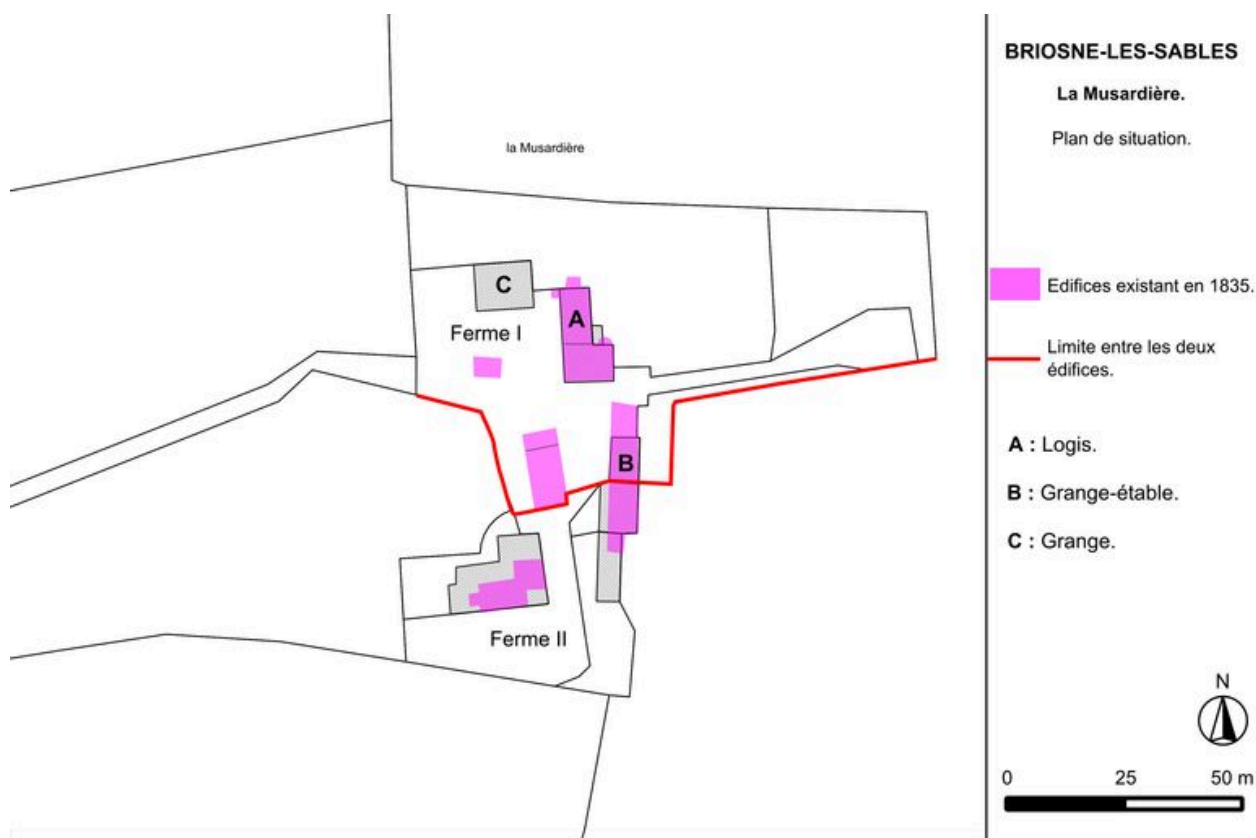 BRIOSNE-LES-SABLES
La Musardière.
Plan de situation.
la Musardière
C
A
Ferme I
B
Ferme II
Edifices existant en 1835.
Limite entre les deux
édifices.
A : Logis.
B : Grange-étable.
C : Grange.
N
0 25 50 m